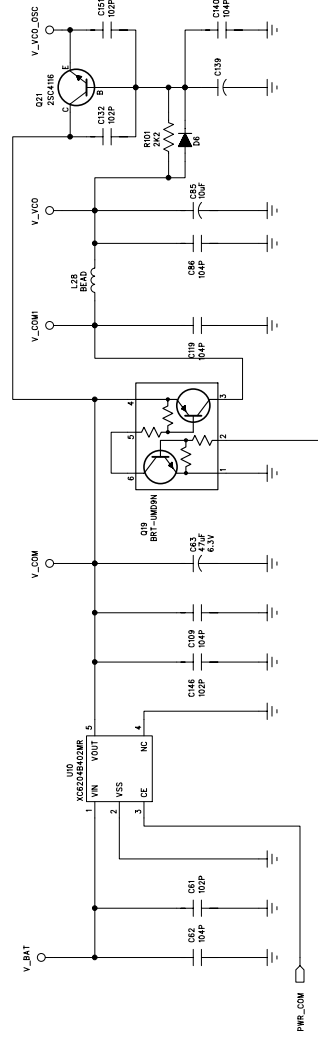 V_BAT
PWR_COM
C62
104P
C61
102P
U10
XC6204B402MR
1
VIN
VOUT
5
2
VSS
3
CE
NC
4
C146
102P
C109
104P
V_COM
C63
47uF
6.3V
Q19
BRT-UMD9N
6
5
4
1
2
3
V_COM1
C119
104P
L28
BEAD
C86
104P
V_VCO
C85
10uF
R101
2K2
D6
C132
102P
Q21
2SC4116
C
B
E
V_VCO_OSC
C151
102P
C139
C140
104P